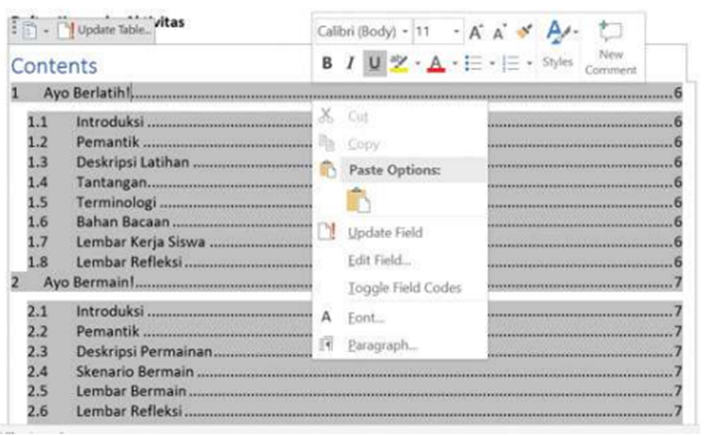 Update Table...
ivitas
Calibri (Body) 11 A A A
B I U aby A Styles New Comment
Contents
1 Ayo Berlatih!........6
1.1 Introduksi........6
1.2 Pemantik........6
1.3 Deskripsi Latihan........6
1.4 Tantangan........6
1.5 Terminologi........6
1.6 Bahan Bacaan........6
1.7 Lembar Kerja Siswa........6
1.8 Lembar Refleksi........6
2 Ayo Bermain!........7
2.1 Introduksi........7
2.2 Pemantik........7
2.3 Deskripsi Permainan........7
2.4 Skenario Bermain........7
2.5 Lembar Bermain........7
2.6 Lembar Refleksi........7
Cut
Copy
Paste Options:
Update Field
Edit Field...
Toggle Field Codes
A Font...
Paragraph...